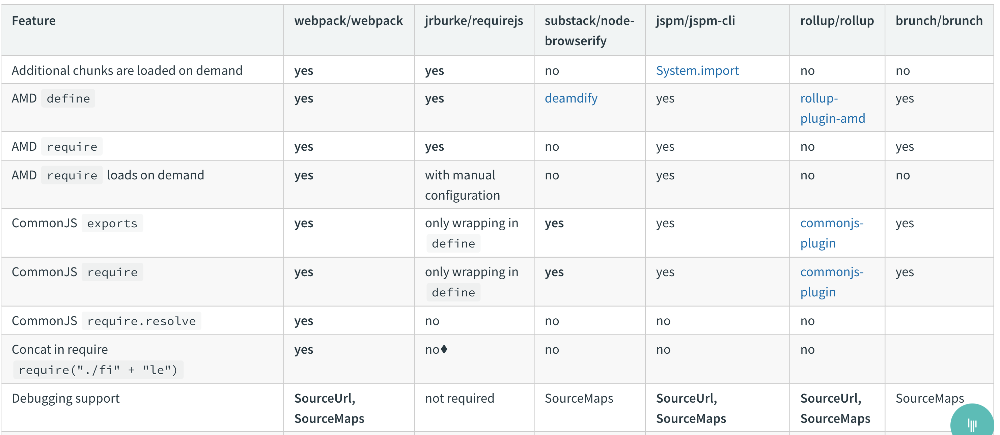 Feature webpack/webpack jrburke/requirejs substack/node- jspm/jspm-cli rollup/rollup brunch/brunch
browserify
Additional chunks are loaded on demand yes yes no System.import no no
AMD define yes yes deamdify yes rollup- yes
plugin-amd
AMD require yes yes no yes no yes
AMD require loads on demand yes with manual no yes no no
configuration
CommonJS exports yes only wrapping in yes yes commonjs- yes
define plugin
CommonJS require yes only wrapping in yes yes commonjs- yes
define plugin
CommonJS require.resolve yes no no no no
Concat in require yes no♦ no no no
require("./fi" + "le")
Debugging support SourceUrl, not required SourceMaps SourceUrl, SourceUrl, SourceMaps
SourceMaps SourceMaps SourceMaps